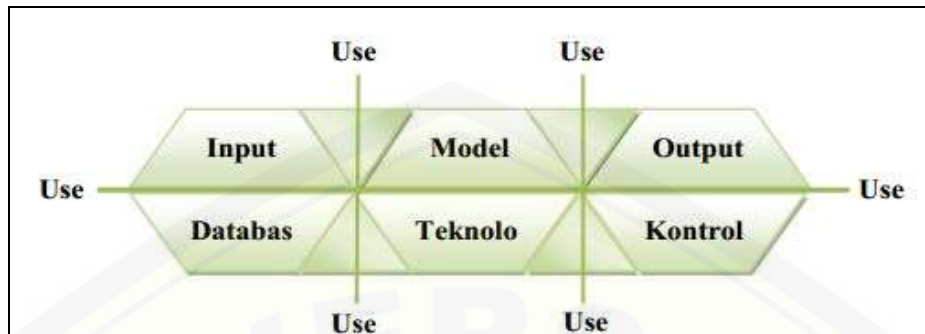 Use Use
Input Model Output
Use Use
Databas Teknolo Kontrol
Use Use